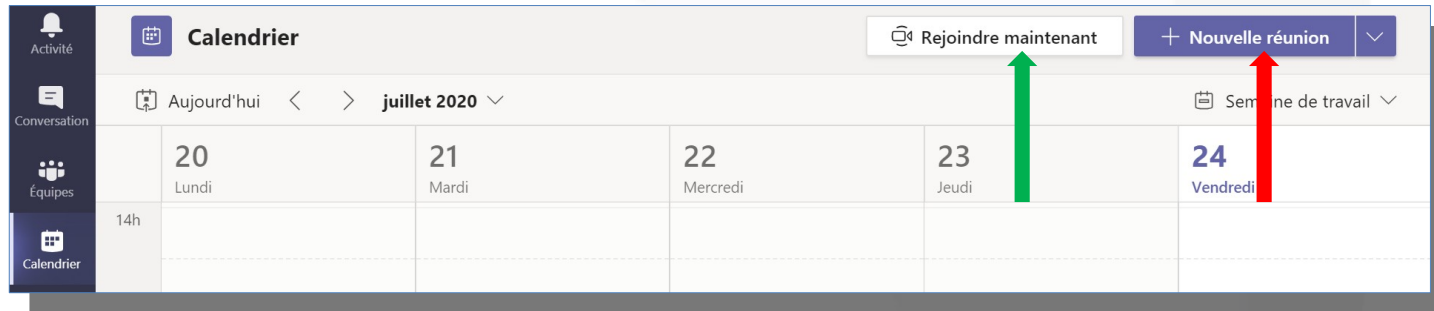 Activité
Conversation
Équipes
Calendrier
Calendrier
Rejoindre maintenant
Nouvelle réunion
Aujourd'hui
juillet 2020
Semaine de travail
20
Lundi
21
Mardi
22
Mercredi
23
Jeudi
24
Vendredi
14h